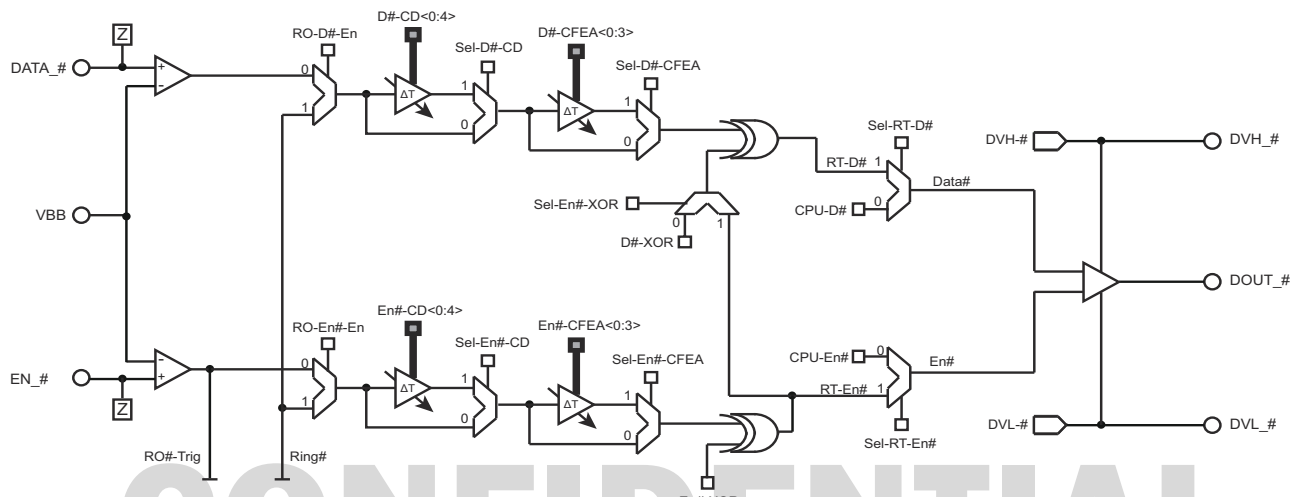 D#-CD<0:4>
Z
RO-D#-En
D#-CFEA<0:3>
Sel-D#-CD
Sel-D#-CFEA
DATA_#
+
-
0
1
ΔT
1
0
ΔT
1
0
Sel-RT-D#
DVH-#
DVH_#
RT-D#
1
Data#
0
CPU-D#
VBB
Sel-En#-XOR
0
1
D#-XOR
DOUT_#
En#-CD<0:4>
En#-CFEA<0:3>
RO-En#-En
Sel-En#-CD
Sel-En#-CFEA
CPU-En#
0
En#
-
+
EN_#
0
1
ΔT
1
0
ΔT
1
0
RT-En#
1
Z
DVL-#
DVL_#
Sel-RT-En#
RO#-Trig
Ring#
CONFIDENTIAL